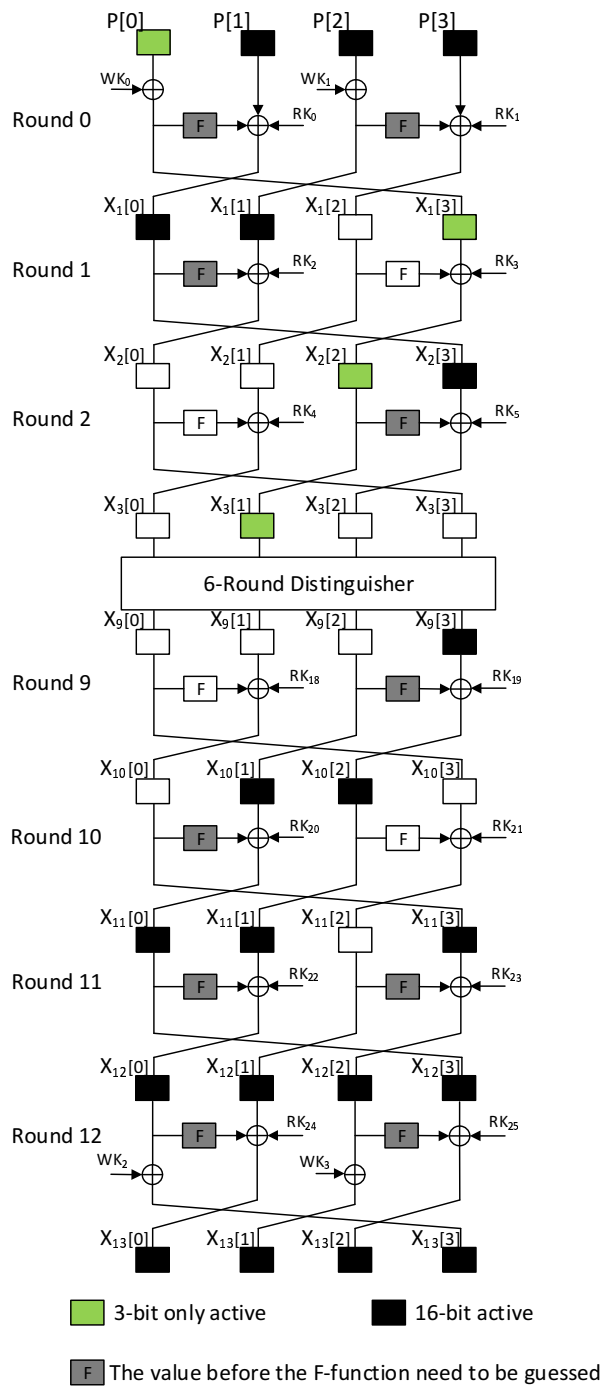 P[0] P[1] P[2] P[3]
WK₀ WK₁
Round 0 F RK₀ F RK₁
X₁[0] X₁[1] X₁[2] X₁[3]
Round 1 F RK₂ F RK₃
X₂[0] X₂[1] X₂[2] X₂[3]
Round 2 F RK₄ F RK₅
X₃[0] X₃[1] X₃[2] X₃[3]
6-Round Distinguisher
X₉[0] X₉[1] X₉[2] X₉[3]
Round 9 F RK₁₈ F RK₁₉
X₁₀[0] X₁₀[1] X₁₀[2] X₁₀[3]
Round 10 F RK₂₀ F RK₂₁
X₁₁[0] X₁₁[1] X₁₁[2] X₁₁[3]
Round 11 F RK₂₂ F RK₂₃
X₁₂[0] X₁₂[1] X₁₂[2] X₁₂[3]
Round 12 F RK₂₄ F RK₂₅
WK₂ WK₃
X₁₃[0] X₁₃[1] X₁₃[2] X₁₃[3]
3-bit only active 16-bit active
F The value before the F-function need to be guessed